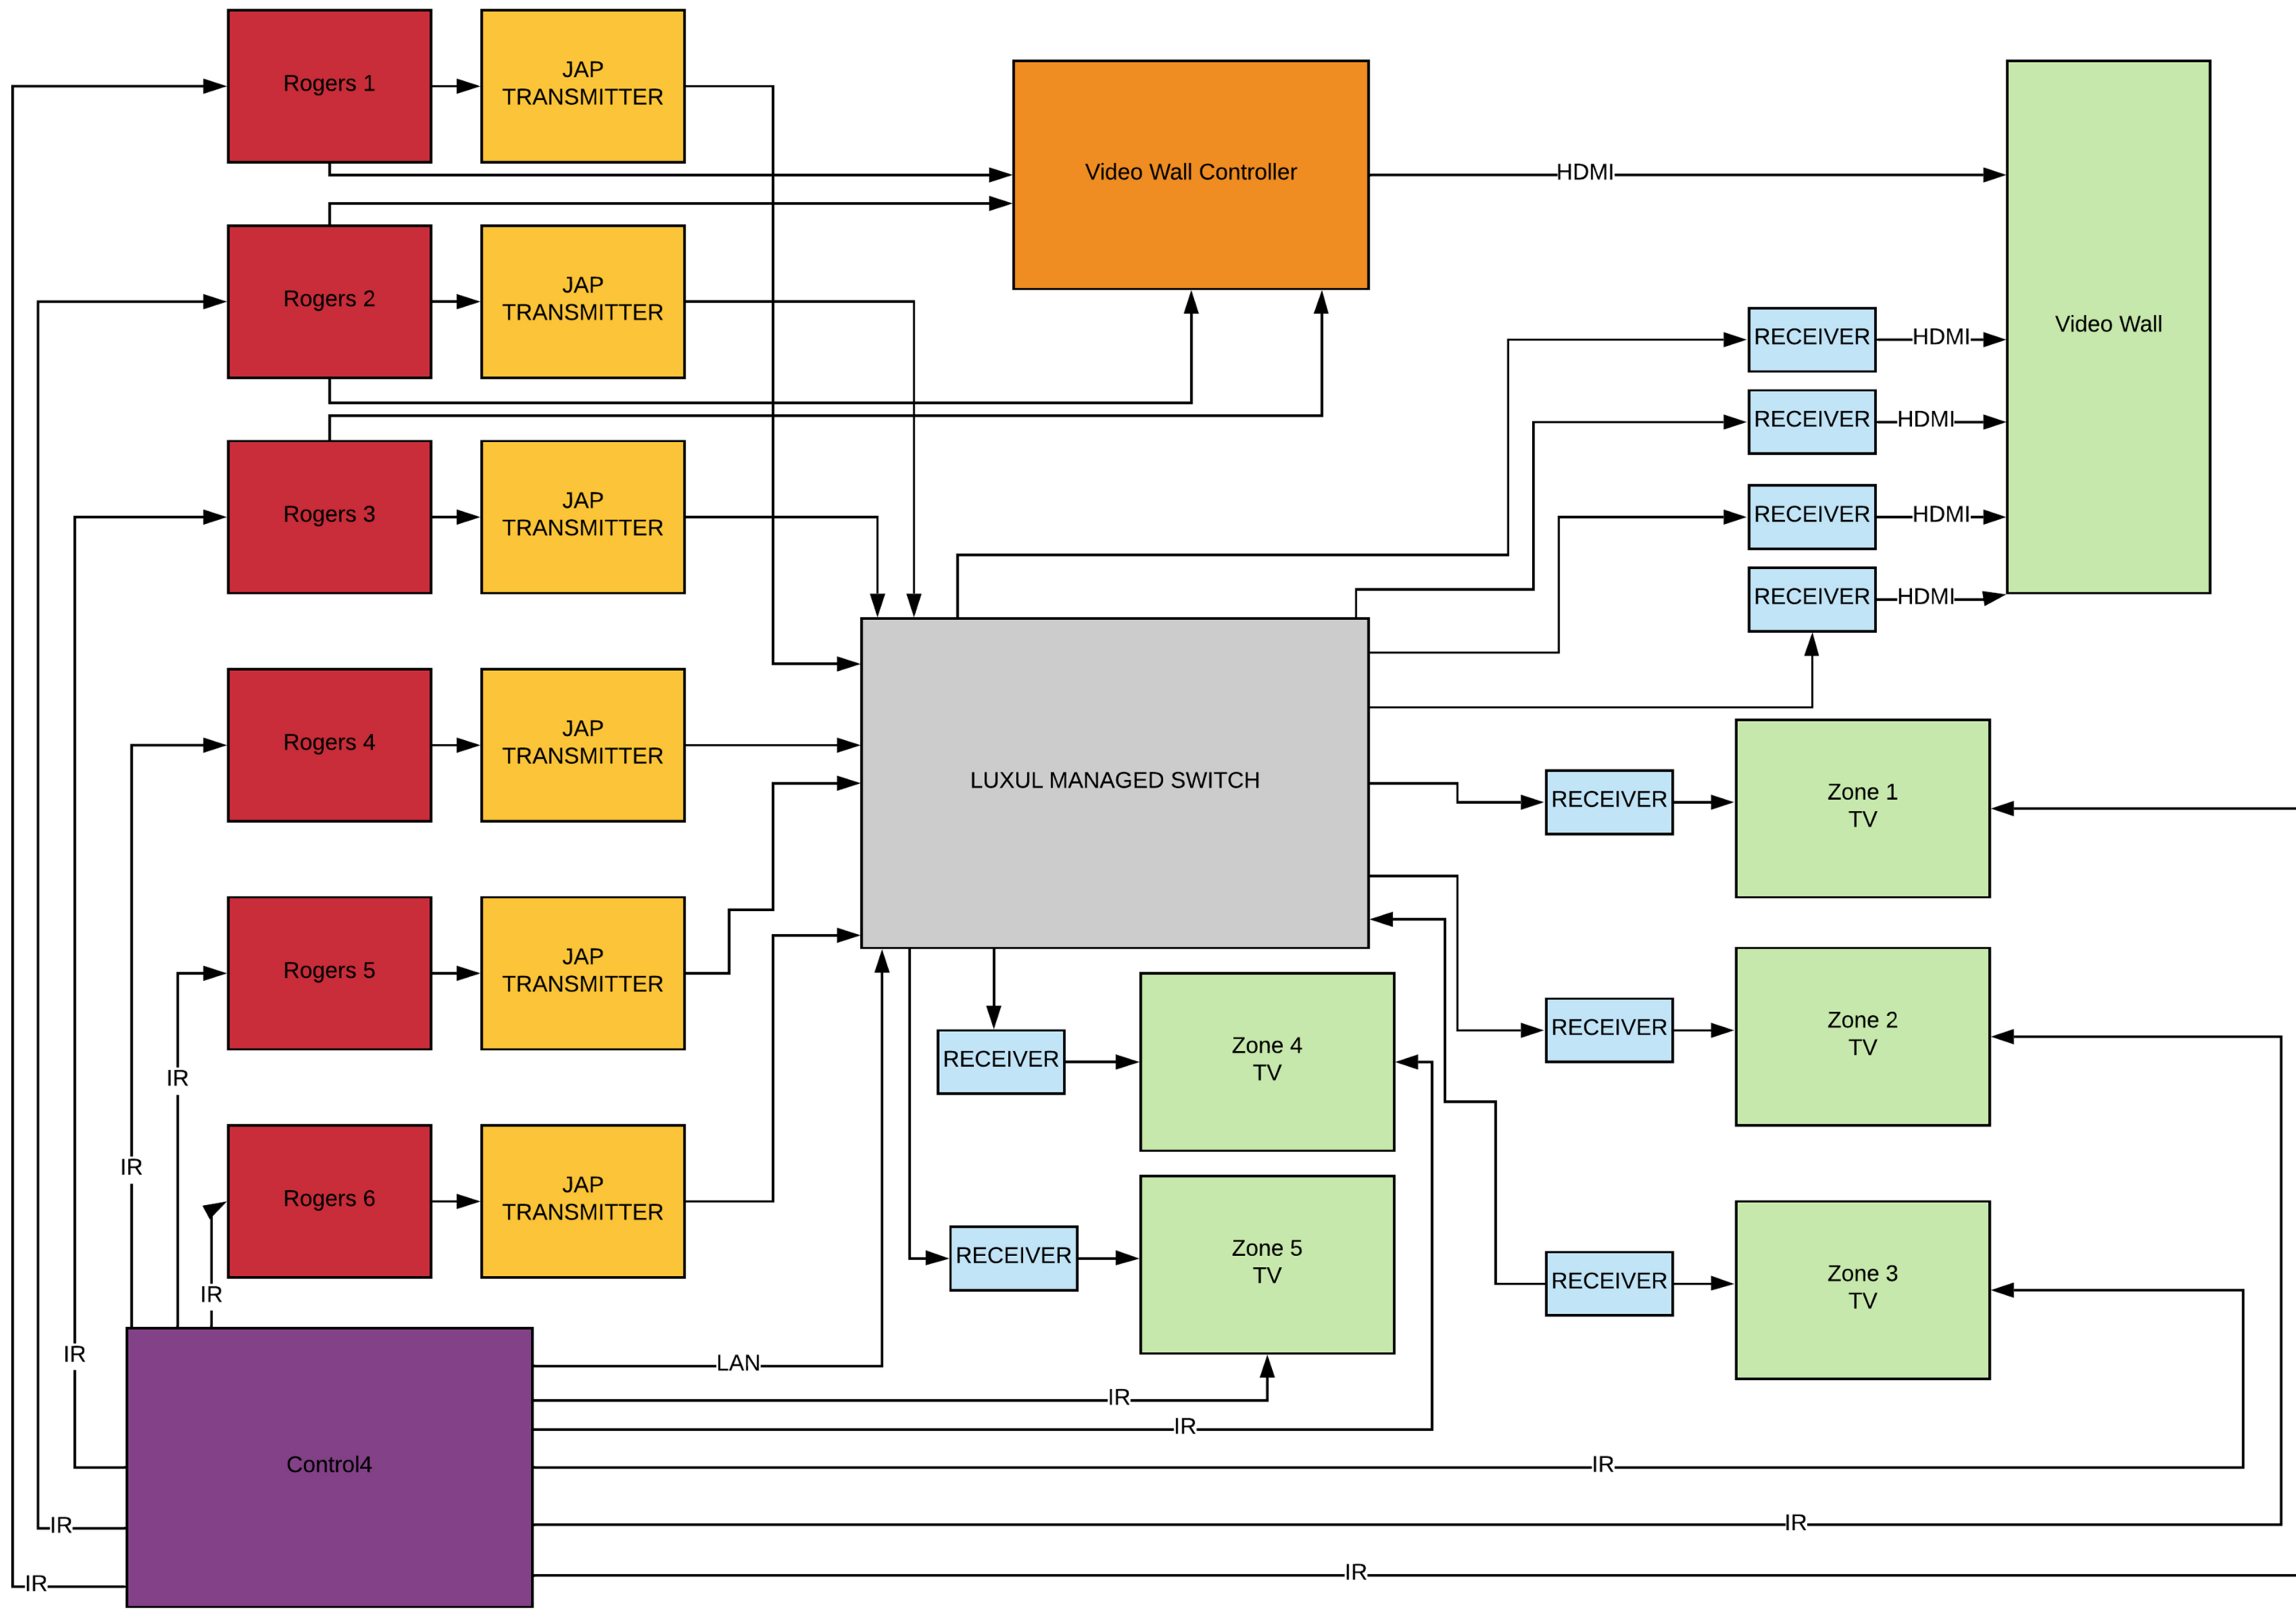 Rogers 1
JAP
TRANSMITTER
Video Wall Controller
HDMI
Rogers 2
JAP
TRANSMITTER
Video Wall
RECEIVER
HDMI
RECEIVER
HDMI
Rogers 3
JAP
TRANSMITTER
RECEIVER
HDMI
RECEIVER
HDMI
Rogers 4
JAP
TRANSMITTER
LUXUL MANAGED SWITCH
RECEIVER
Zone 1
TV
Rogers 5
JAP
TRANSMITTER
RECEIVER
Zone 4
TV
RECEIVER
Zone 2
TV
IR
IR
Rogers 6
JAP
TRANSMITTER
RECEIVER
Zone 5
TV
RECEIVER
Zone 3
TV
IR
IR
LAN
IR
IR
Control4
IR
IR
IR
IR
IR